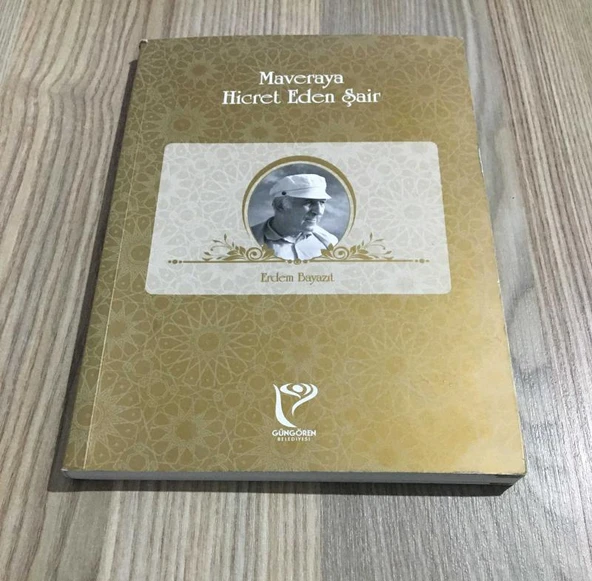 Maveraya
Hicret Eden Şair
Erdem Bayazıt
GÜNGÖREN
BELEDİYESİ